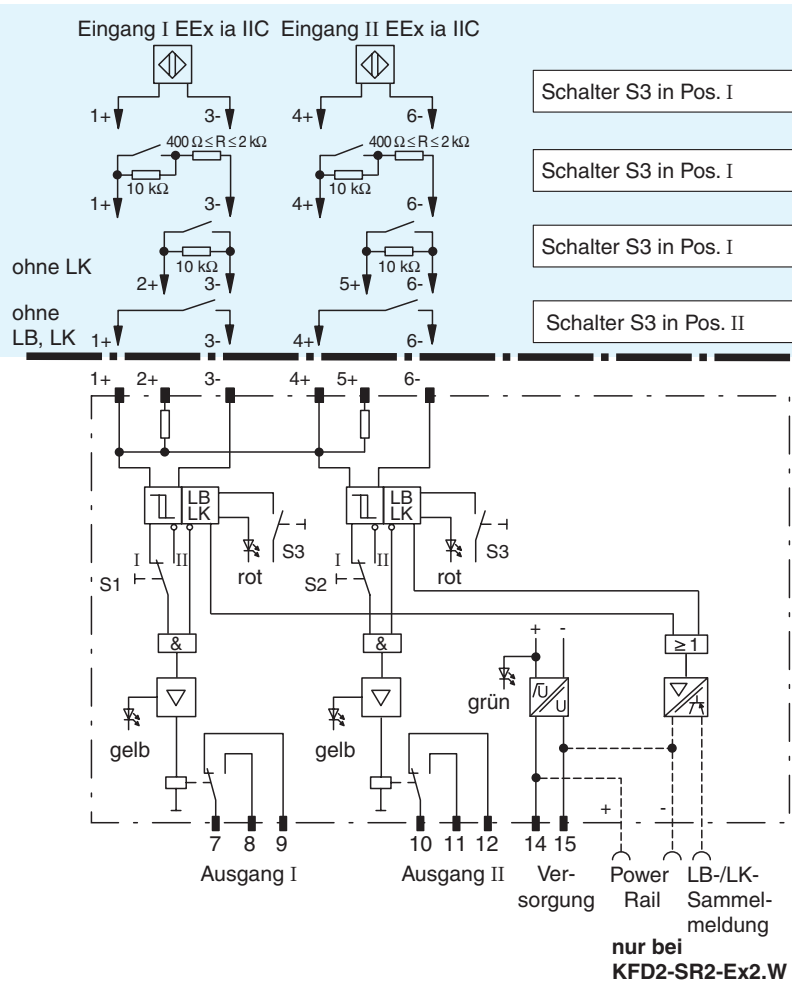 Eingang I EEx ia IIC Eingang II EEx ia IIC
Schalter S3 in Pos. I
1+ 3- 4+ 6-
400 Ω ≤ R ≤ 2 kΩ 400 Ω ≤ R ≤ 2 kΩ
Schalter S3 in Pos. I
10 kΩ 10 kΩ
1+ 3- 4+ 6-
Schalter S3 in Pos. I
ohne LK
10 kΩ 10 kΩ
2+ 3- 5+ 6-
ohne
LB, LK
Schalter S3 in Pos. II
1+ 3- 4+ 6-
1+ 2+ 3- 4+ 5+ 6-
LB LB
LK LK
I II S3 I II S3
S1 rot S2 rot
& & + - ≥ 1
grün
U
U
gelb gelb
+ -
7 8 9 10 11 12 14 15
Ausgang I Ausgang II Ver-
sorgung
Power
Rail
LB-/LK-
Sammel-
meldung
nur bei
KFD2-SR2-Ex2.W